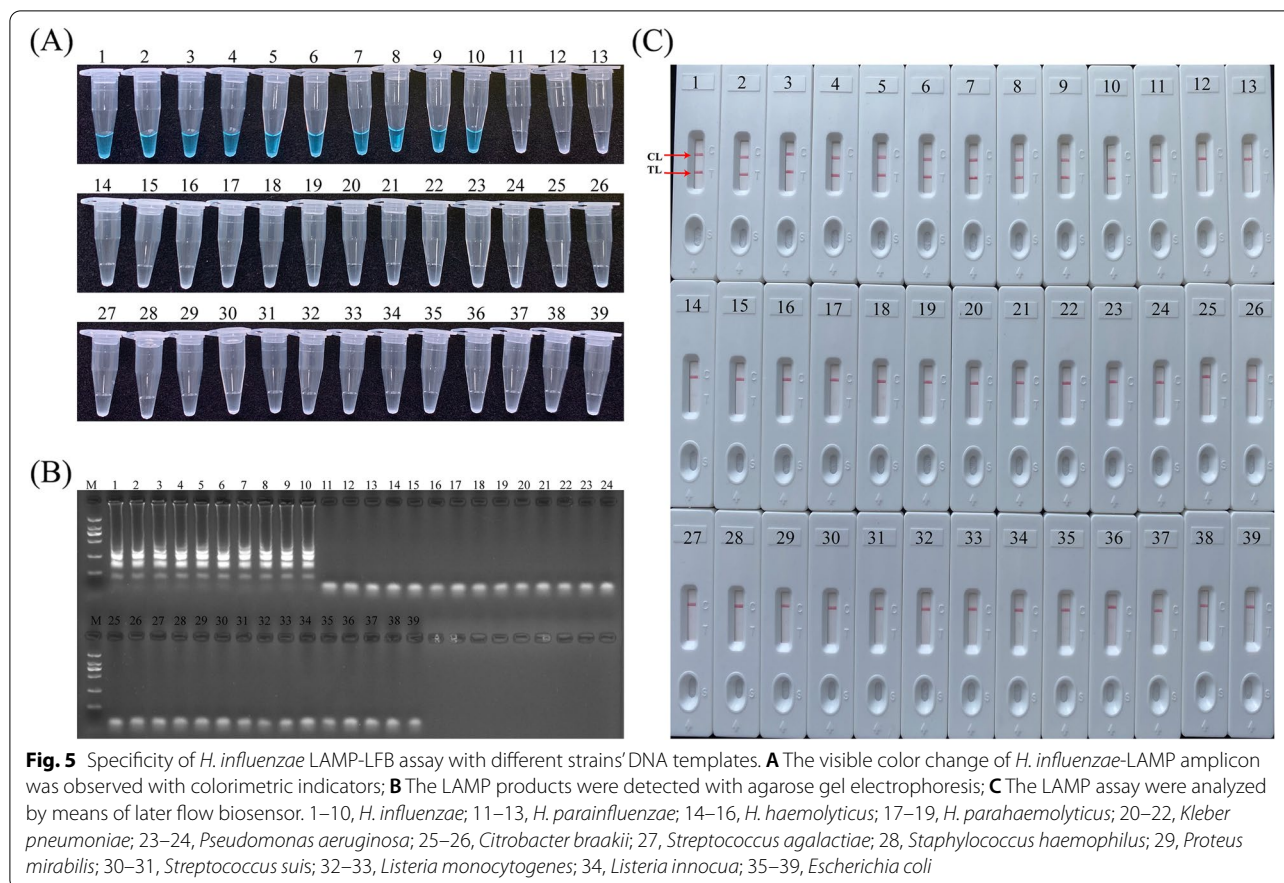 (A)
1 2 3 4 5 6 7 8 9 10 11 12 13
14 15 16 17 18 19 20 21 22 23 24 25 26
27 28 29 30 31 32 33 34 35 36 37 38 39
(B)
M 1 2 3 4 5 6 7 8 9 10 11 12 13 14 15 16 17 18 19 20 21 22 23 24
M 25 26 27 28 29 30 31 32 33 34 35 36 37 38 39
(C)
1 2 3 4 5 6 7 8 9 10 11 12 13
CL C C C C C C C C C C C C C
TL T T T T T T T T T T T T T
S S S S S S S S S S S S S
14 15 16 17 18 19 20 21 22 23 24 25 26
C C C C C C C C C C C C C
T T T T T T T T T T T T T
S S S S S S S S S S S S S
27 28 29 30 31 32 33 34 35 36 37 38 39
C C C C C C C C C C C C C
T T T T T T T T T T T T T
S S S S S S S S S S S S S
Fig. 5 Specificity of H. influenzae LAMP-LFB assay with different strains' DNA templates. A The visible color change of H. influenzae-LAMP amplicon
was observed with colorimetric indicators; B The LAMP products were detected with agarose gel electrophoresis; C The LAMP assay were analyzed
by means of later flow biosensor. 1–10, H. influenzae; 11–13, H. parainfluenzae; 14–16, H. haemolyticus; 17–19, H. parahaemolyticus; 20–22, Kleber
pneumoniae; 23–24, Pseudomonas aeruginosa; 25–26, Citrobacter braakii; 27, Streptococcus agalactiae; 28, Staphylococcus haemophilus; 29, Proteus
mirabilis; 30–31, Streptococcus suis; 32–33, Listeria monocytogenes; 34, Listeria innocua; 35–39, Escherichia coli